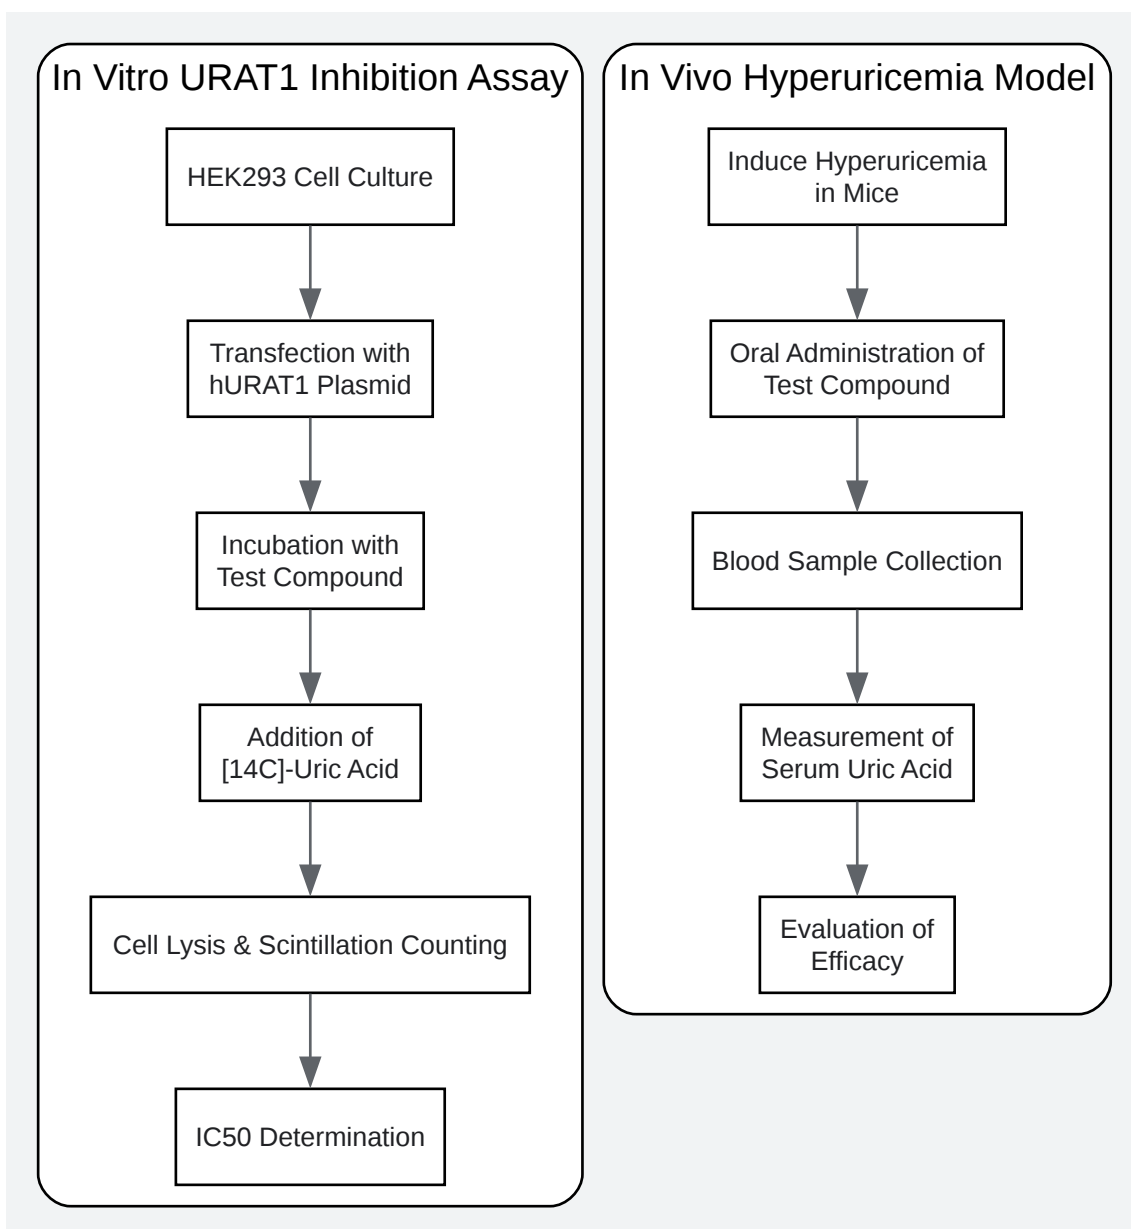 In Vitro URAT1 Inhibition Assay
HEK293 Cell Culture
Transfection with
hURAT1 Plasmid
Incubation with
Test Compound
Addition of
[14C]-Uric Acid
Cell Lysis & Scintillation Counting
IC50 Determination
In Vivo Hyperuricemia Model
Induce Hyperuricemia
in Mice
Oral Administration of
Test Compound
Blood Sample Collection
Measurement of
Serum Uric Acid
Evaluation of
Efficacy